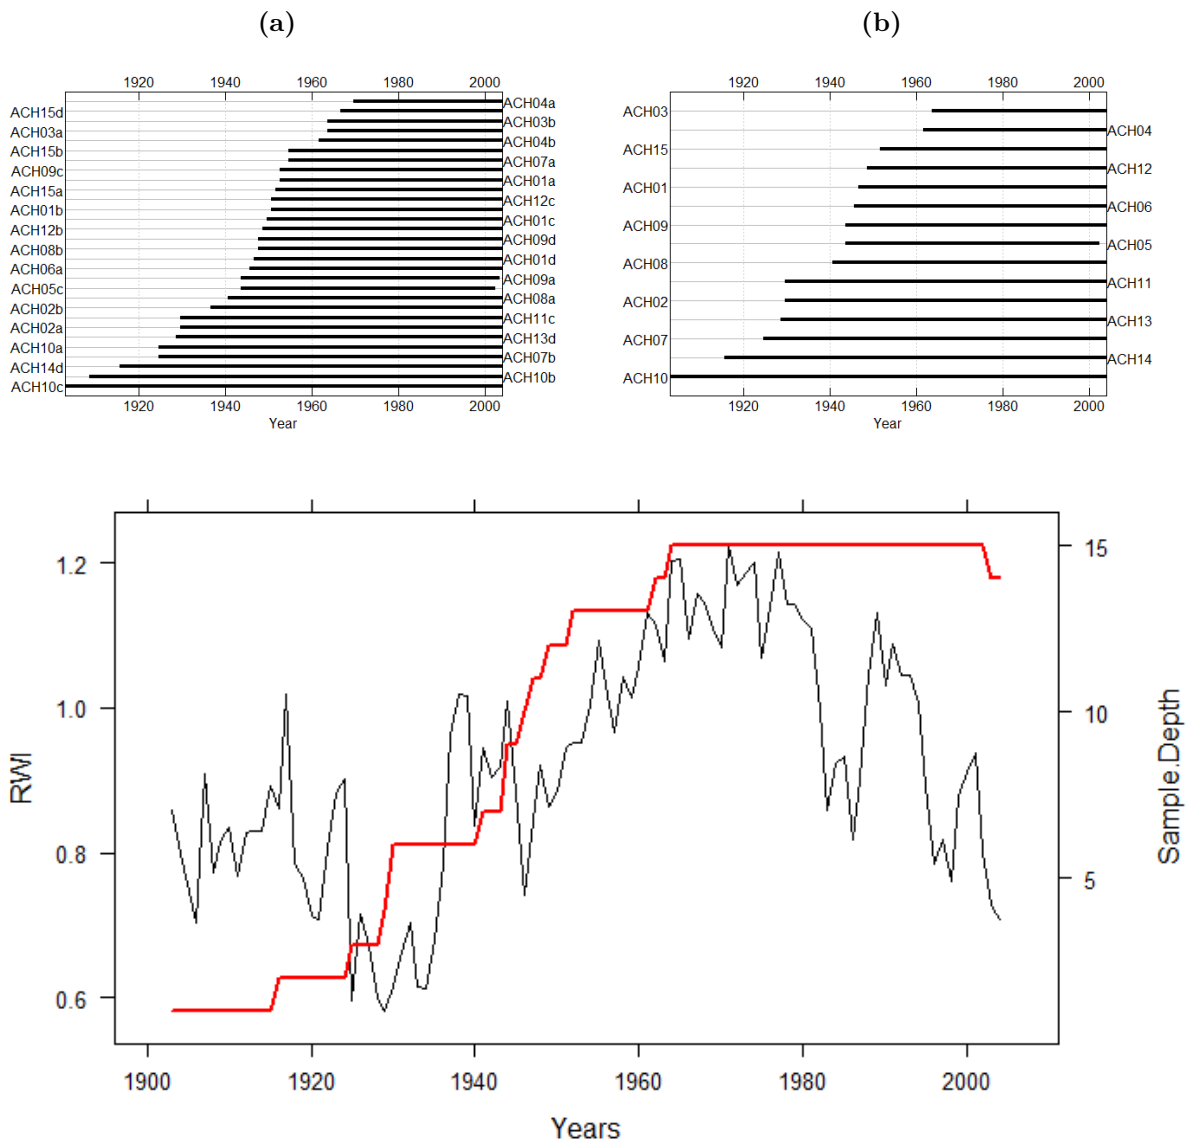 (a)
(b)
1920 1940 1960 1980 2000
ACH04a
ACH15d
ACH03b
ACH03a
ACH04b
ACH15b
ACH07a
ACH09c
ACH01a
ACH15a
ACH12c
ACH01b
ACH01c
ACH12b
ACH09d
ACH08b
ACH01d
ACH06a
ACH09a
ACH05c
ACH08a
ACH02b
ACH11c
ACH02a
ACH13d
ACH10a
ACH07b
ACH14d
ACH10b
ACH10c
1920 1940 1960 1980 2000
Year
1920 1940 1960 1980 2000
ACH03
ACH04
ACH15
ACH12
ACH01
ACH06
ACH09
ACH05
ACH08
ACH11
ACH02
ACH13
ACH07
ACH14
ACH10
1920 1940 1960 1980 2000
Year
RWI
1.2
1.0
0.8
0.6
15
10
5
Sample.Depth
1900 1920 1940 1960 1980 2000
Years